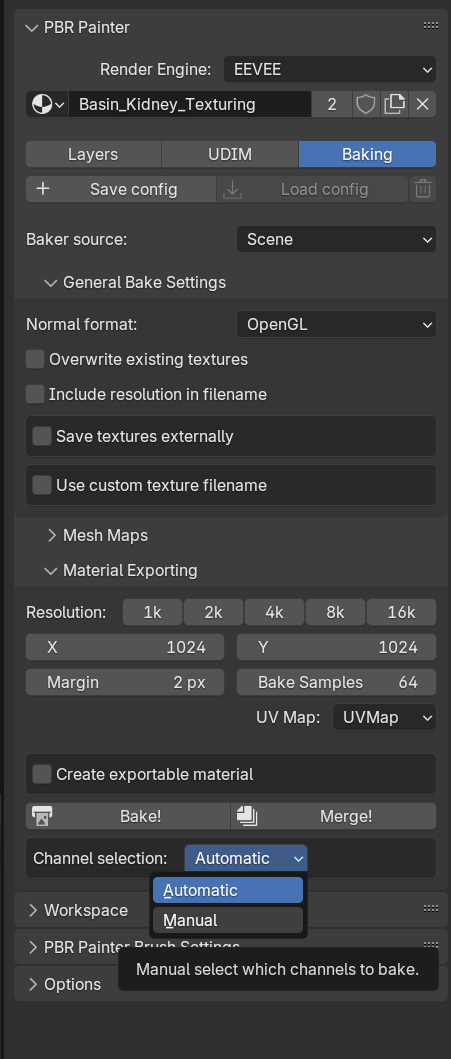 PBR Painter
Render Engine: EEVEE
Basin_Kidney_Texturing 2
Layers UDIM Baking
Save config Load config
Baker source: Scene
General Bake Settings
Normal format: OpenGL
Overwrite existing textures
Include resolution in filename
Save textures externally
Use custom texture filename
Mesh Maps
Material Exporting
Resolution: 1k 2k 4k 8k 16k
X 1024 Y 1024
Margin 2 px Bake Samples 64
UV Map: UVMap
Create exportable material
Bake! Merge!
Channel selection: Automatic
Automatic
Workspace
Manual
PBR Painter Brush Settings
Manual select which channels to bake.
Options